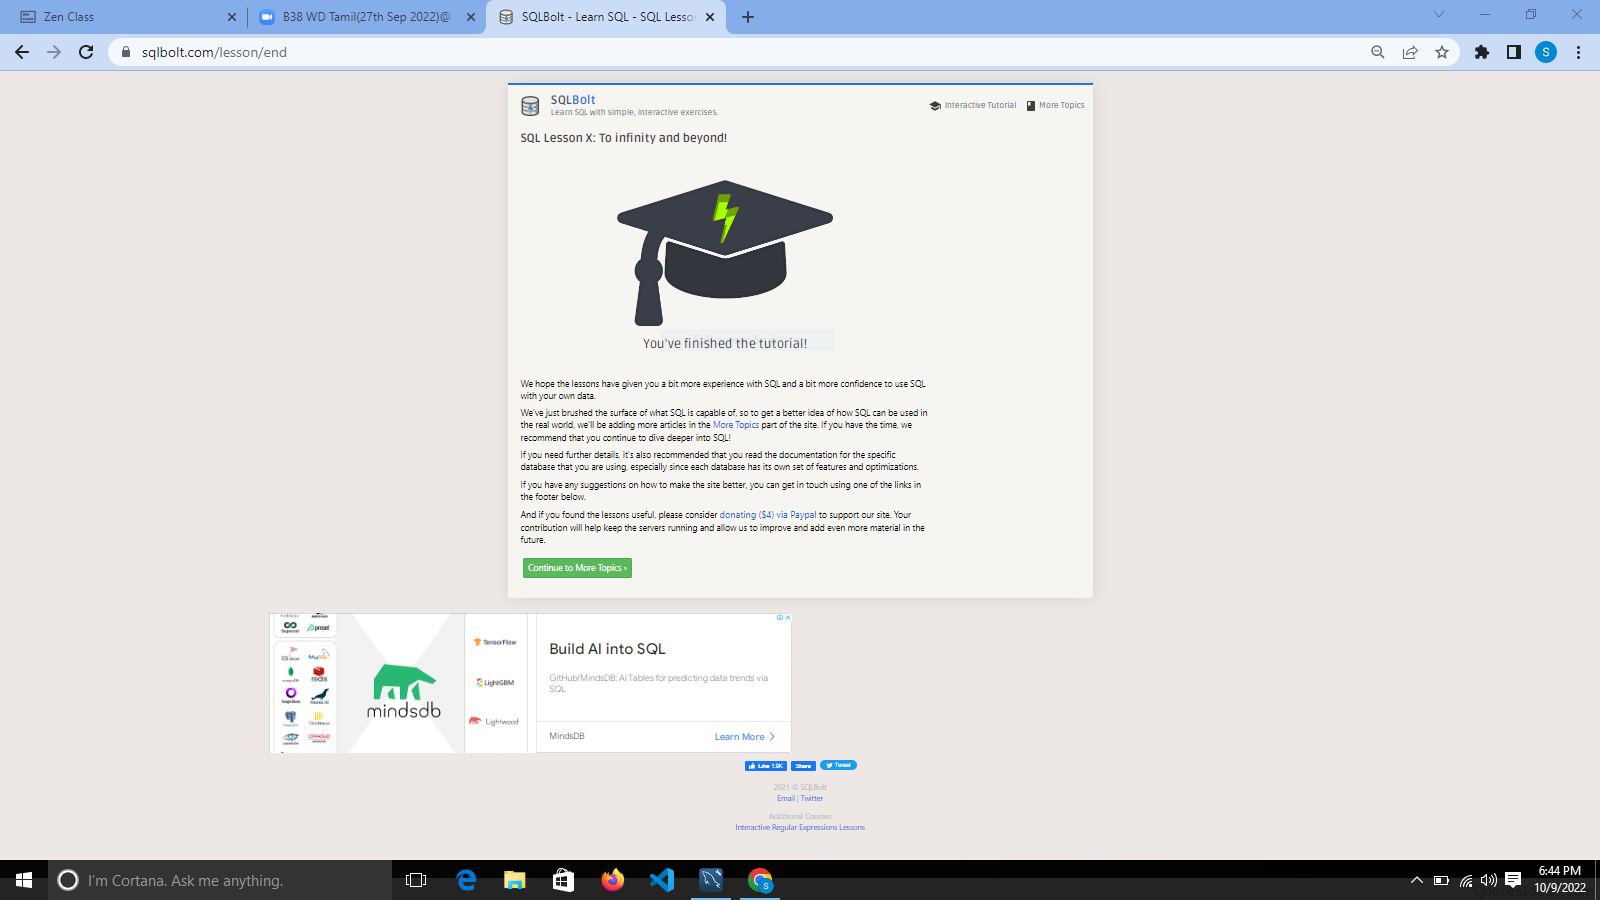 Zen Class
B38 WD Tamil(27th Sep 2022)@
SQLBolt - Learn SQL - SQL Lesso
sqlbolt.com/lesson/end
S
SQLBolt
Learn SQL with simple, interactive exercises.
Interactive Tutorial
More Topics
SQL Lesson X: To infinity and beyond!
You've finished the tutorial!
We hope the lessons have given you a bit more experience with SQL and a bit more confidence to use SQL
with your own data.
We've just brushed the surface of what SQL is capable of, so to get a better idea of how SQL can be used in
the real world, we'll be adding more articles in the More Topics part of the site. If you have the time, we
recommend that you continue to dive deeper into SQL!
If you need further details, it's also recommended that you read the documentation for the specific
database that you are using, especially since each database has its own set of features and optimizations.
If you have any suggestions on how to make the site better, you can get in touch using one of the links in
the footer below.
And if you found the lessons useful, please consider donating ($4) via Paypal to support our site. Your
contribution will help keep the servers running and allow us to improve and add even more material in the
future.
Continue to More Topics ›
Superset preset
SQL Server MySQL
mongoDB redis
ORACLE
mindsdb
TensorFlow
LightGBM
Lightwood
Build AI into SQL
GitHub/MindsDB: AI Tables for predicting data trends via
SQL
MindsDB
Learn More
Like 1.9K Share Tweet
2021 © SQLBolt
Email | Twitter
Additional Courses
Interactive Regular Expressions Lessons
I'm Cortana. Ask me anything.
S
6:44 PM
10/9/2022